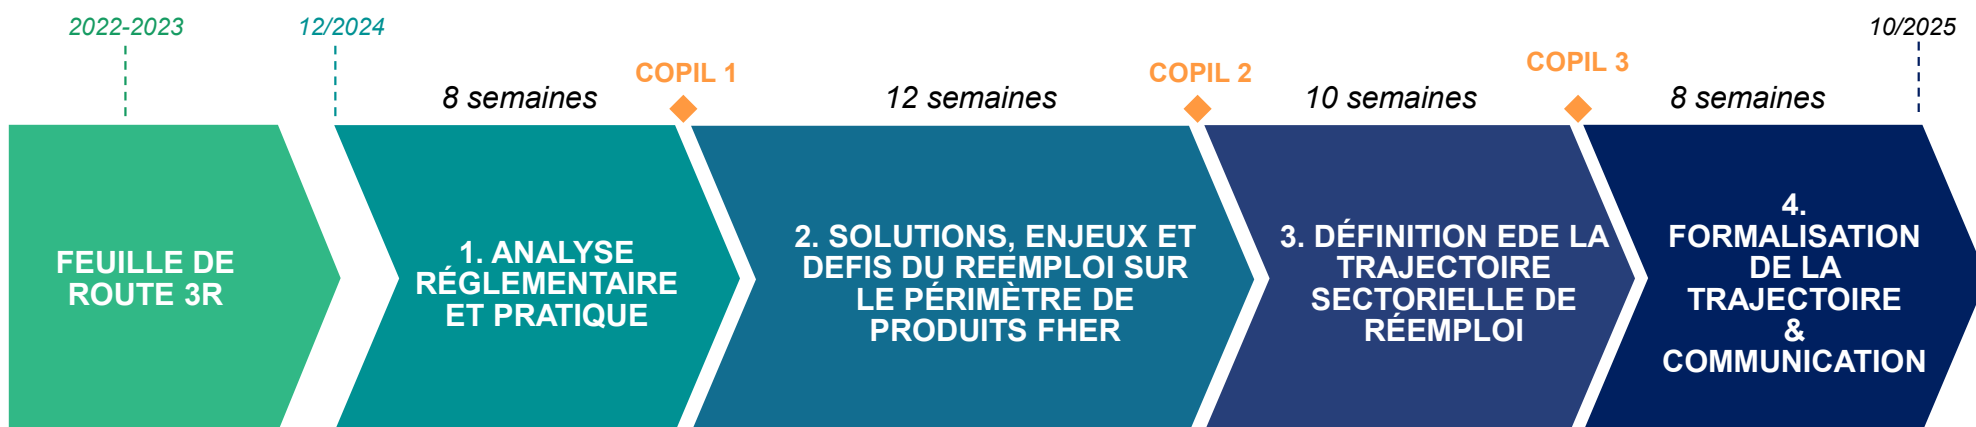 2022-2023
12/2024
10/2025
COPIL 1
COPIL 2
COPIL 3
8 semaines
12 semaines
10 semaines
8 semaines
FEUILLE DE
ROUTE 3R
1. ANALYSE
RÉGLEMENTAIRE
ET PRATIQUE
2. SOLUTIONS, ENJEUX ET
DEFIS DU REEMPLOI SUR
LE PÉRIMÈTRE DE
PRODUITS FHER
3. DÉFINITION EDE LA
TRAJECTOIRE
SECTORIELLE DE
RÉEMPLOI
4.
FORMALISATION
DE LA
TRAJECTOIRE
&
COMMUNICATION